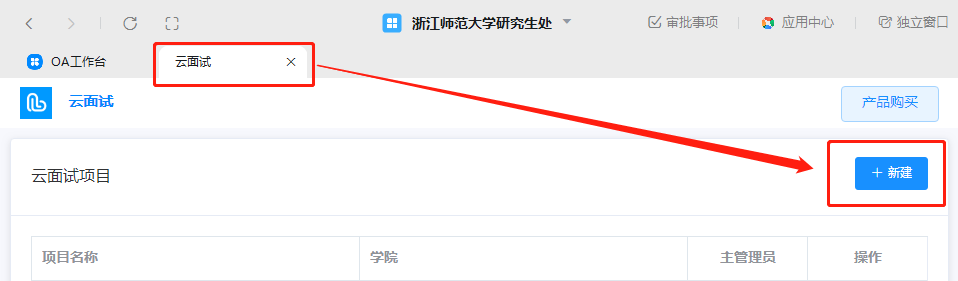 浙江师范大学研究生处 审批事项 应用中心 独立窗口
OA工作台 云面试
云面试 产品购买
云面试项目 + 新建
项目名称 学院 主管理员 操作